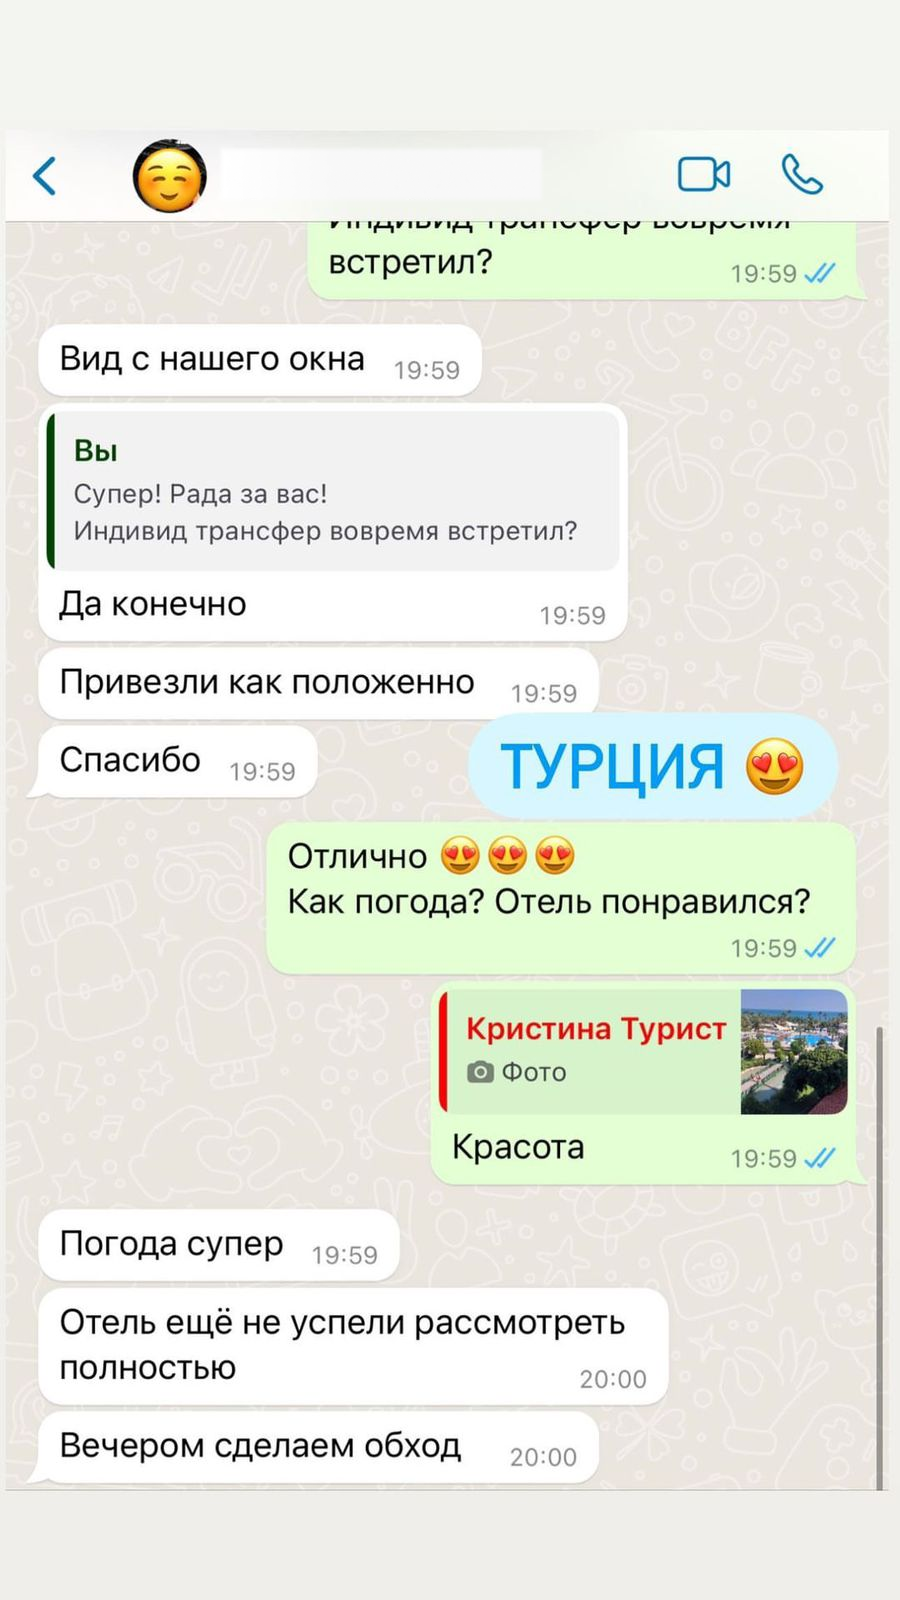 Индивид трансфер вовремя
встретил?
19:59
Вид с нашего окна
19:59
Вы
Супер! Рада за вас!
Индивид трансфер вовремя встретил?
Да конечно
19:59
Привезли как положенно
19:59
Спасибо
19:59
ТУРЦИЯ 😍
Отлично 😍😍😍
Как погода? Отель понравился?
19:59
Кристина Турист
Фото
Красота
19:59
Погода супер
19:59
Отель ещё не успели рассмотреть
полностью
20:00
Вечером сделаем обход
20:00